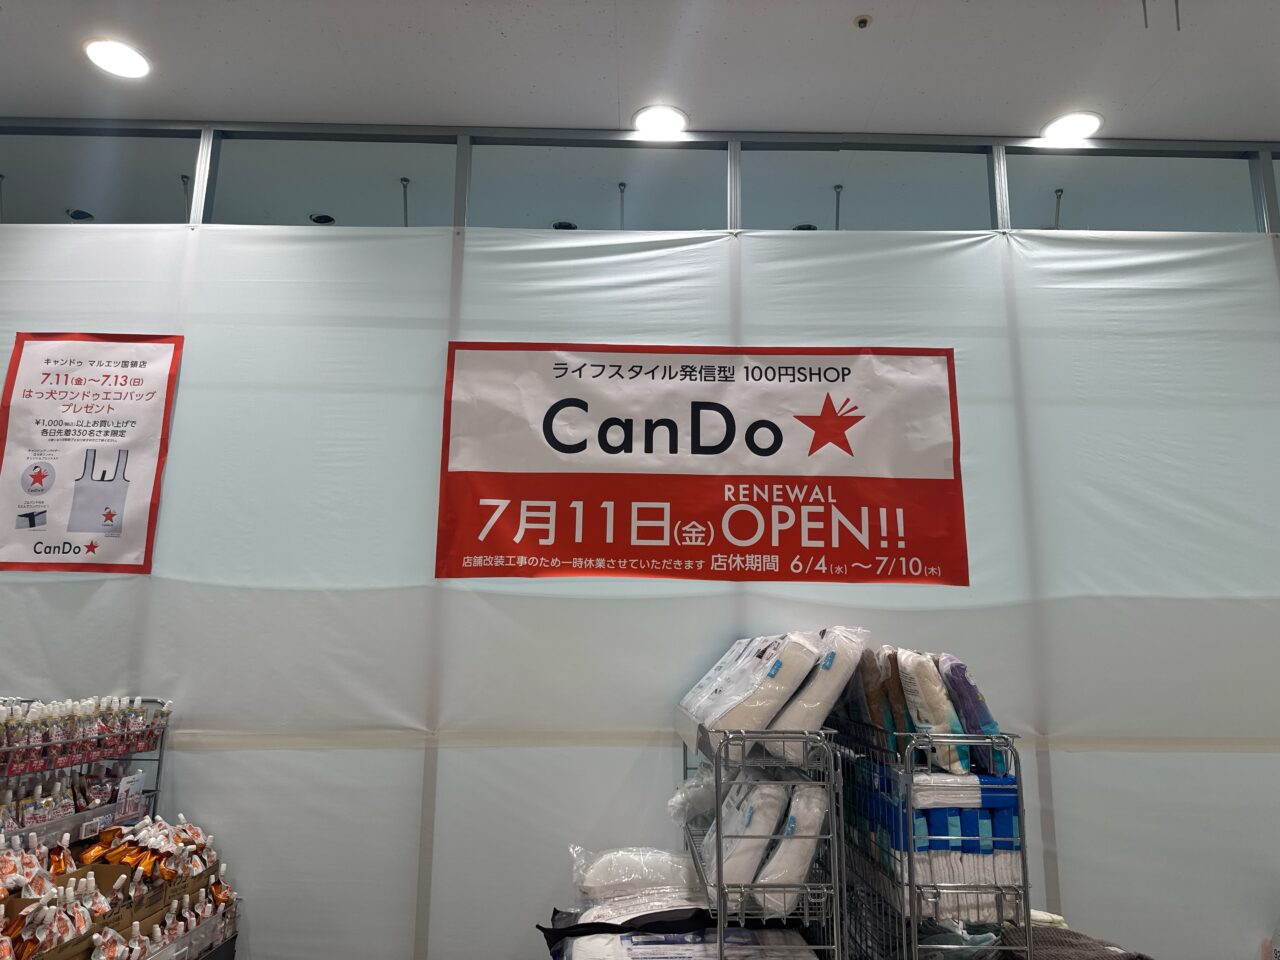 キャンドゥ マルエツ国領店
7.11(金)～7.13(日)
はっ犬ワンドゥエコバッグ
プレゼント
¥1,000(税込)以上お買い上げで
各日先着350名さま限定
CanDo
ライフスタイル発信型 100円SHOP
CanDo
7月11日(金) RENEWAL OPEN!!
店舗改装工事のため一時休業させていただきます 店休期間 6/4(水)～7/10(木)